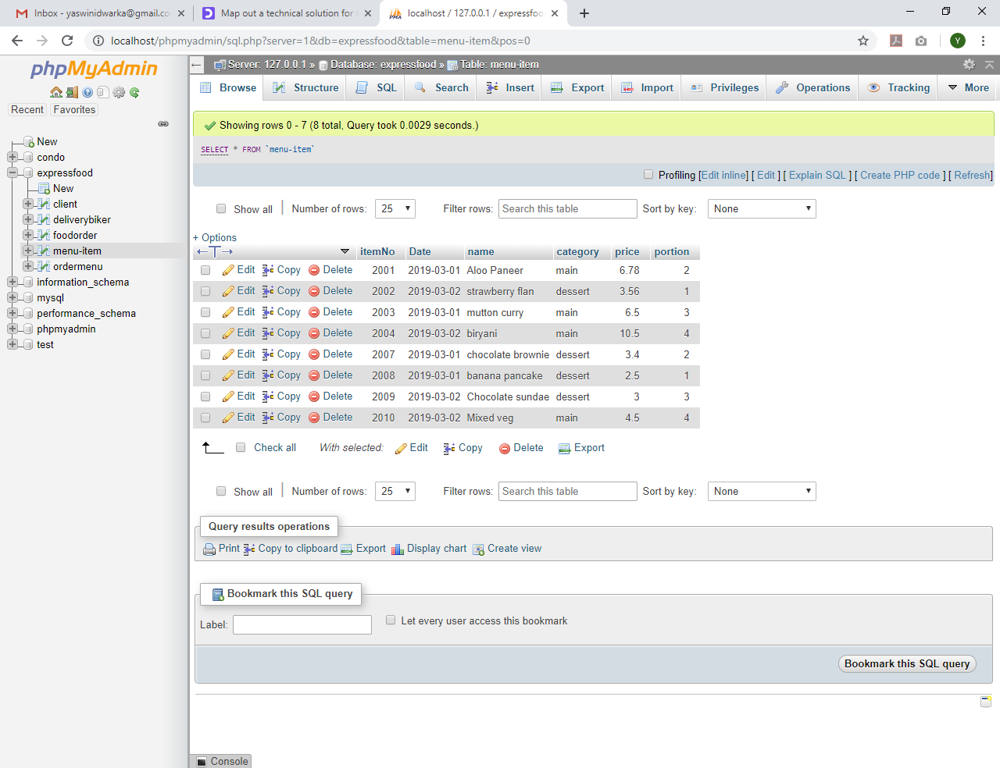 Inbox - yaswinidwarka@gmail.co
Map out a technical solution for
localhost / 127.0.0.1 / expressfoo
localhost/phpmyadmin/sql.php?server=1&db=expressfood&table=menu-item&pos=0
Y
phpMyAdmin
Recent
Favorites
New
condo
expressfood
New
client
deliverybiker
foodorder
menu-item
ordermenu
information_schema
mysql
performance_schema
phpmyadmin
test
Server: 127.0.0.1 » Database: expressfood » Table: menu-item
Browse Structure SQL Search Insert Export Import Privileges Operations Tracking More
Showing rows 0 - 7 (8 total, Query took 0.0029 seconds.)
SELECT * FROM `menu-item`
Profiling [Edit inline] [ Edit ] [ Explain SQL ] [ Create PHP code ] [ Refresh]
Show all Number of rows: 25 Filter rows: Search this table Sort by key: None
+ Options
itemNo Date name category price portion
Edit Copy Delete 2001 2019-03-01 Aloo Paneer main 6.78 2
Edit Copy Delete 2002 2019-03-02 strawberry flan dessert 3.56 1
Edit Copy Delete 2003 2019-03-01 mutton curry main 6.5 3
Edit Copy Delete 2004 2019-03-02 biryani main 10.5 4
Edit Copy Delete 2007 2019-03-01 chocolate brownie dessert 3.4 2
Edit Copy Delete 2008 2019-03-01 banana pancake dessert 2.5 1
Edit Copy Delete 2009 2019-03-02 Chocolate sundae dessert 3 3
Edit Copy Delete 2010 2019-03-02 Mixed veg main 4.5 4
Check all With selected: Edit Copy Delete Export
Show all Number of rows: 25 Filter rows: Search this table Sort by key: None
Query results operations
Print Copy to clipboard Export Display chart Create view
Bookmark this SQL query
Label: Let every user access this bookmark
Bookmark this SQL query
Console